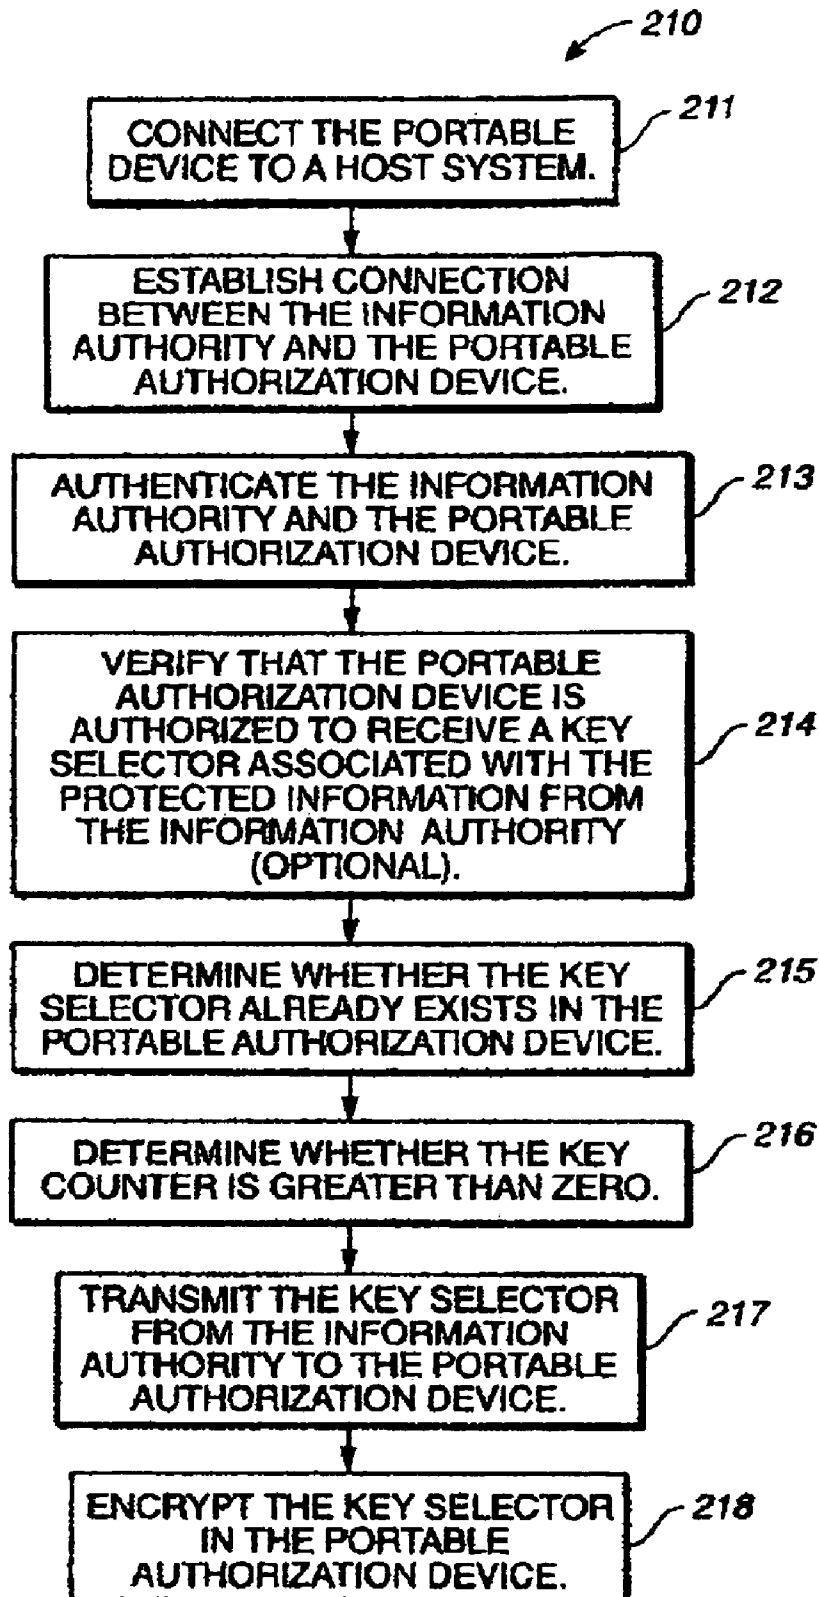 210
CONNECT THE PORTABLE
DEVICE TO A HOST SYSTEM.
211
ESTABLISH CONNECTION
BETWEEN THE INFORMATION
AUTHORITY AND THE PORTABLE
AUTHORIZATION DEVICE.
212
AUTHENTICATE THE INFORMATION
AUTHORITY AND THE PORTABLE
AUTHORIZATION DEVICE.
213
VERIFY THAT THE PORTABLE
AUTHORIZATION DEVICE IS
AUTHORIZED TO RECEIVE A KEY
SELECTOR ASSOCIATED WITH THE
PROTECTED INFORMATION FROM
THE INFORMATION AUTHORITY
(OPTIONAL).
214
DETERMINE WHETHER THE KEY
SELECTOR ALREADY EXISTS IN THE
PORTABLE AUTHORIZATION DEVICE.
215
DETERMINE WHETHER THE KEY
COUNTER IS GREATER THAN ZERO.
216
TRANSMIT THE KEY SELECTOR
FROM THE INFORMATION
AUTHORITY TO THE PORTABLE
AUTHORIZATION DEVICE.
217
ENCRYPT THE KEY SELECTOR
IN THE PORTABLE
AUTHORIZATION DEVICE.
218